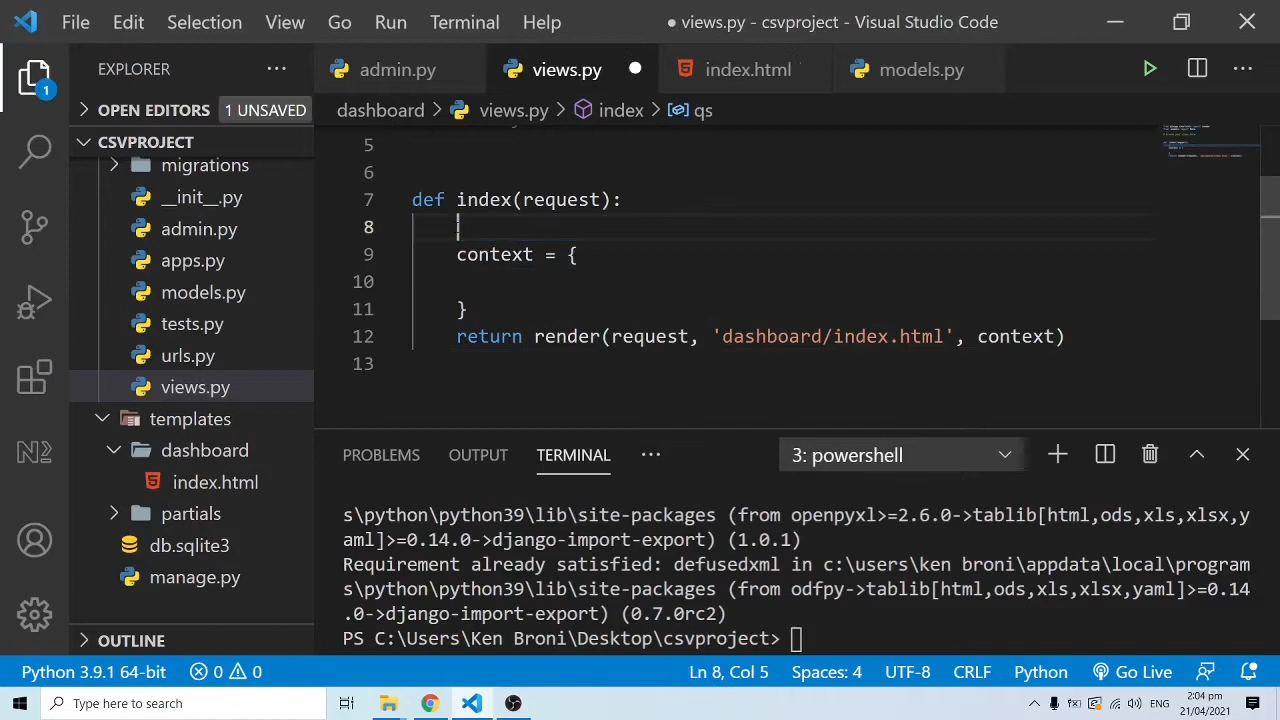 File Edit Selection View Go Run Terminal Help
● views.py - csvproject - Visual Studio Code
EXPLORER ···
admin.py
views.py ●
index.html
models.py
OPEN EDITORS 1 UNSAVED
dashboard > views.py > index > qs
CSVPROJECT
migrations
__init__.py
admin.py
apps.py
models.py
tests.py
urls.py
views.py
templates
dashboard
index.html
partials
db.sqlite3
manage.py
OUTLINE
1
5
6
7 def index(request):
8
9 context = {
10
11 }
12 return render(request, 'dashboard/index.html', context)
13
PROBLEMS OUTPUT TERMINAL ··· 3: powershell
s\python\python39\lib\site-packages (from openpyxl>=2.6.0->tablib[html,ods,xls,xlsx,y
aml]>=0.14.0->django-import-export) (1.0.1)
Requirement already satisfied: defusedxml in c:\users\ken broni\appdata\local\program
s\python\python39\lib\site-packages (from odfpy->tablib[html,ods,xls,xlsx,yaml]>=0.14
.0->django-import-export) (0.7.0rc2)
PS C:\Users\Ken Broni\Desktop\csvproject>
Python 3.9.1 64-bit 0 0 Ln 8, Col 5 Spaces: 4 UTF-8 CRLF Python Go Live
Type here to search
ENG
2:04 pm
21/04/2021